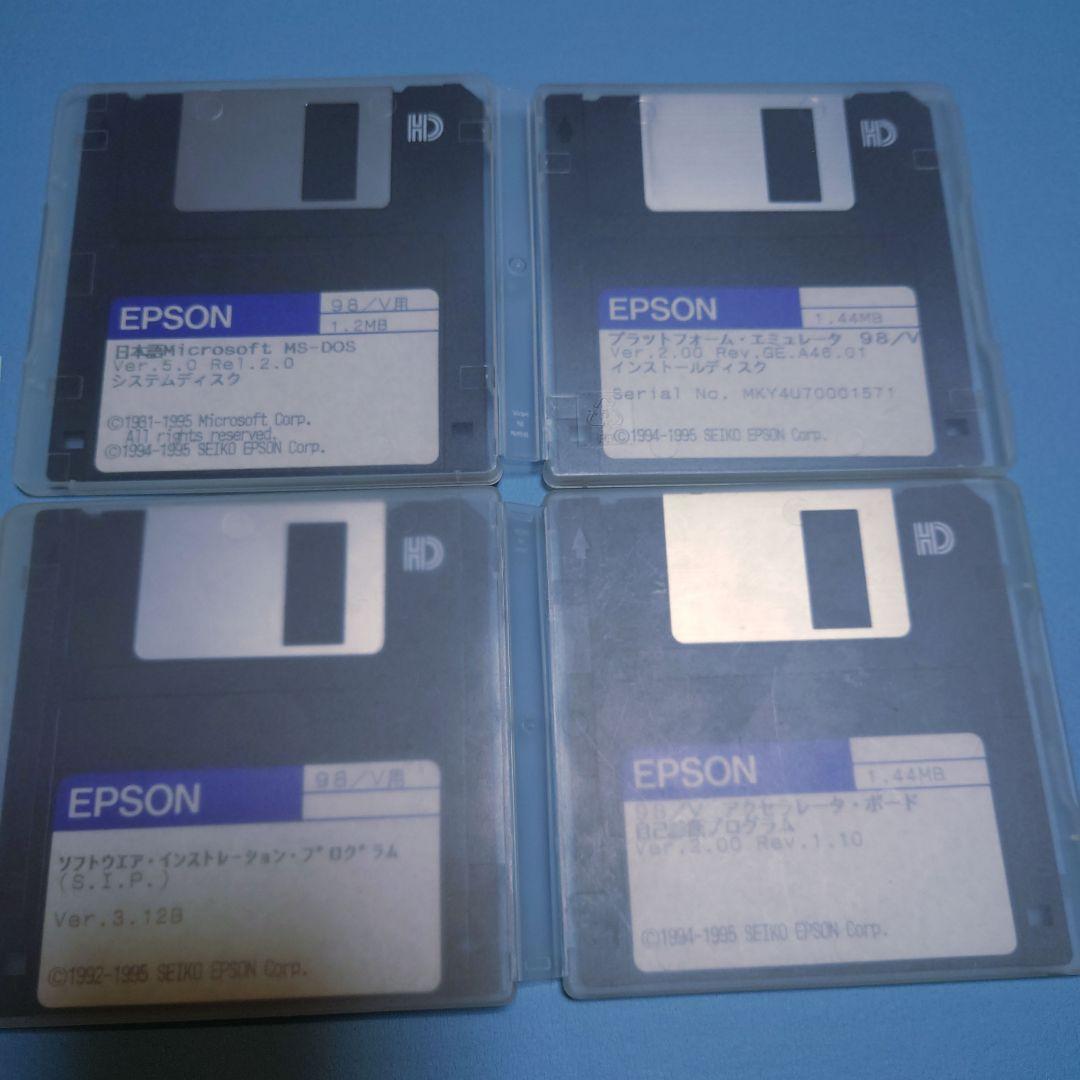 HD
EPSON
98/V用
1.2MB
日本語Microsoft MS-DOS
Ver.5.0 Rel.2.0
システムディスク
©1981-1995 Microsoft Corp.
All rights reserved.
©1994-1995 SEIKO EPSON Corp.
HD
EPSON
1.44MB
プラットフォーム・エミュレータ 98/V
Ver.2.00 Rev.GE.A46.01
インストールディスク
Serial No. MKY4U70001571
©1994-1995 SEIKO EPSON Corp.
HD
EPSON
98/V用
ソフトウエア・インストレーション・プログラム
(S.I.P.)
Ver.3.12B
©1992-1995 SEIKO EPSON Corp.
HD
EPSON
1.44MB
98/V アクセラレータ・ボード
自己診断プログラム
Ver.2.00 Rev.1.10
©1994-1995 SEIKO EPSON Corp.